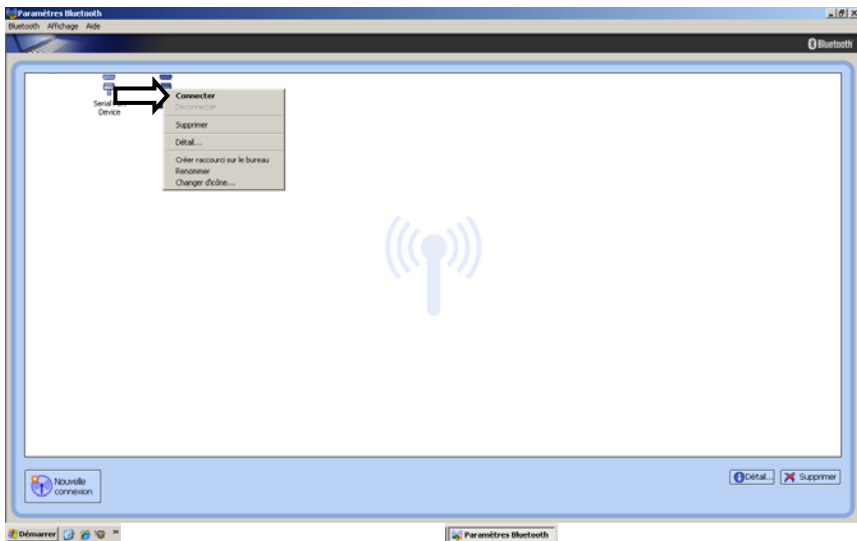 Paramètres Bluetooth
Bluetooth Affichage Aide
Bluetooth
Serial
Device
Connecter
Déconnecter
Supprimer
Détail...
Créer raccourci sur le bureau
Renommer
Changer d'icône...
Nouvelle
connexion
Détail...
Supprimer
Démarrer
Paramètres Bluetooth